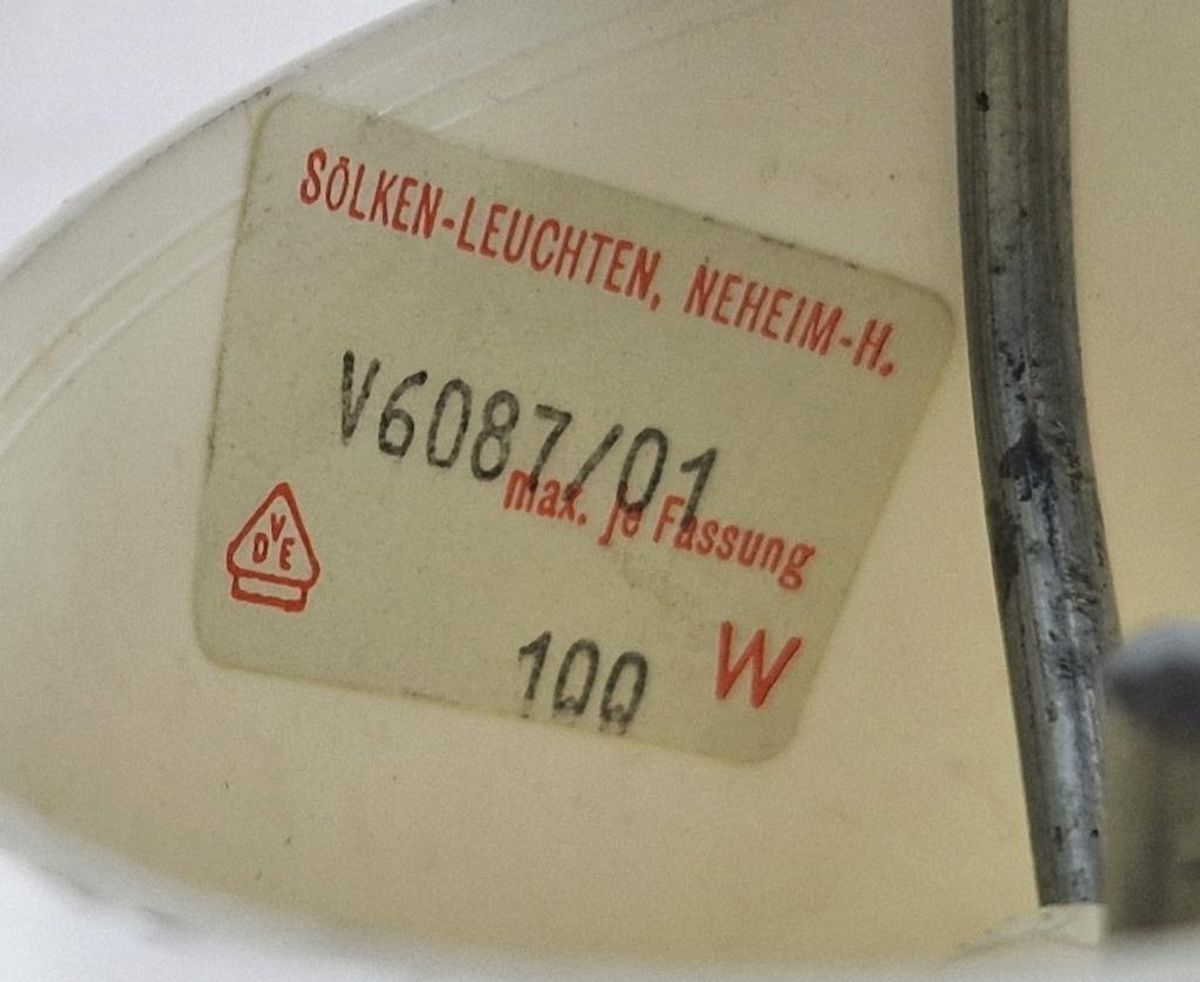 SÖLKEN-LEUCHTEN, NEHEIM-H.
V6087/01
max. je Fassung
VDE
100 W